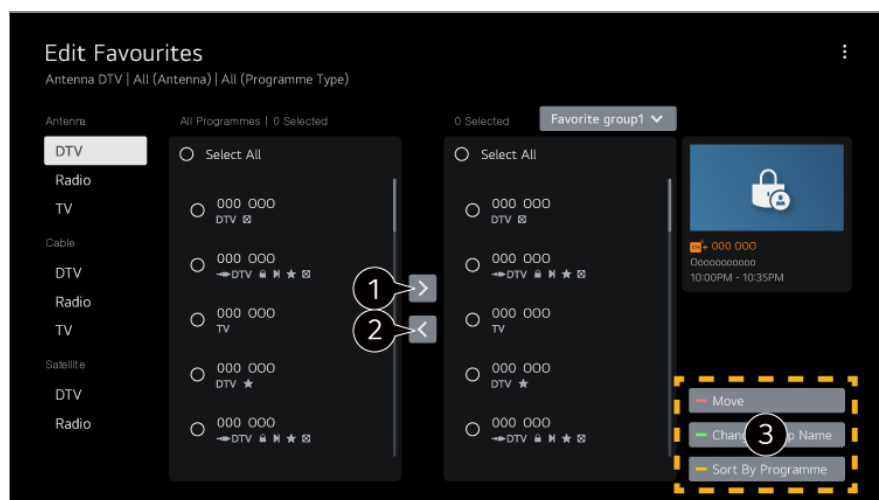 Edit Favourites
Antenna DTV | All (Antenna) | All (Programme Type)
Antenna
DTV
Radio
TV
Cable
DTV
Radio
TV
Satellite
DTV
Radio
All Programmes | 0 Selected
Select All
000 000
DTV
000 000
DTV
000 000
TV
000 000
DTV
000 000
DTV
1
2
0 Selected
Favorite group1
Select All
000 000
DTV
000 000
DTV
000 000
TV
000 000
DTV
000 000
DTV
CH+ 000 000
Ooooooooooo
10:00PM - 10:35PM
Move
Name
3
Sort By Programme